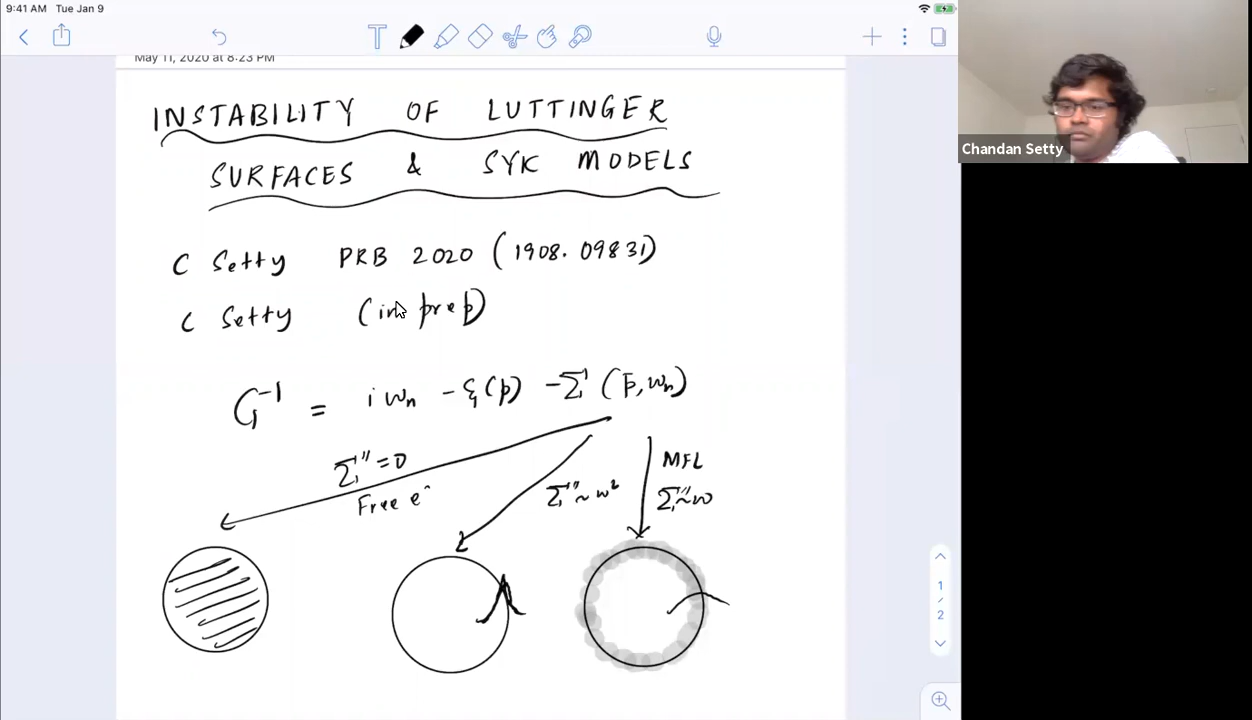 9:41 AM Tue Jan 9
May 11, 2020 at 8:23 PM
INSTABILITY OF LUTTINGER
SURFACES & SYK MODELS
C Setty PRB 2020 (1908.09831)
C Setty (in prep)
G⁻¹ = iωₙ - ξ(p) - Σ(p, ωₙ)
Σ'' = 0
Free e⁻
Σ'' ~ ω²
MFL
Σ'' ~ ω
1
/
2
Chandan Setty